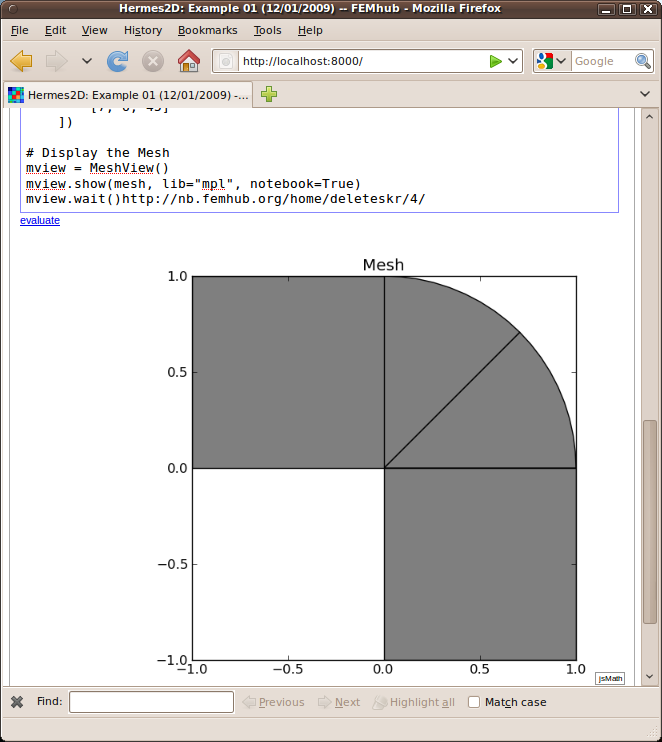 Hermes2D: Example 01 (12/01/2009) -- FEMhub - Mozilla Firefox
File Edit View History Bookmarks Tools Help
http://localhost:8000/
Google
Hermes2D: Example 01 (12/01/2009) -...
])
# Display the Mesh
mview = MeshView()
mview.show(mesh, lib="mpl", notebook=True)
mview.wait()http://nb.femhub.org/home/deleteskr/4/
evaluate
Mesh
1.0
0.5
0.0
−0.5
−1.0
−1.0 −0.5 0.0 0.5 1.0
jsMath
Find: Previous Next Highlight all Match case